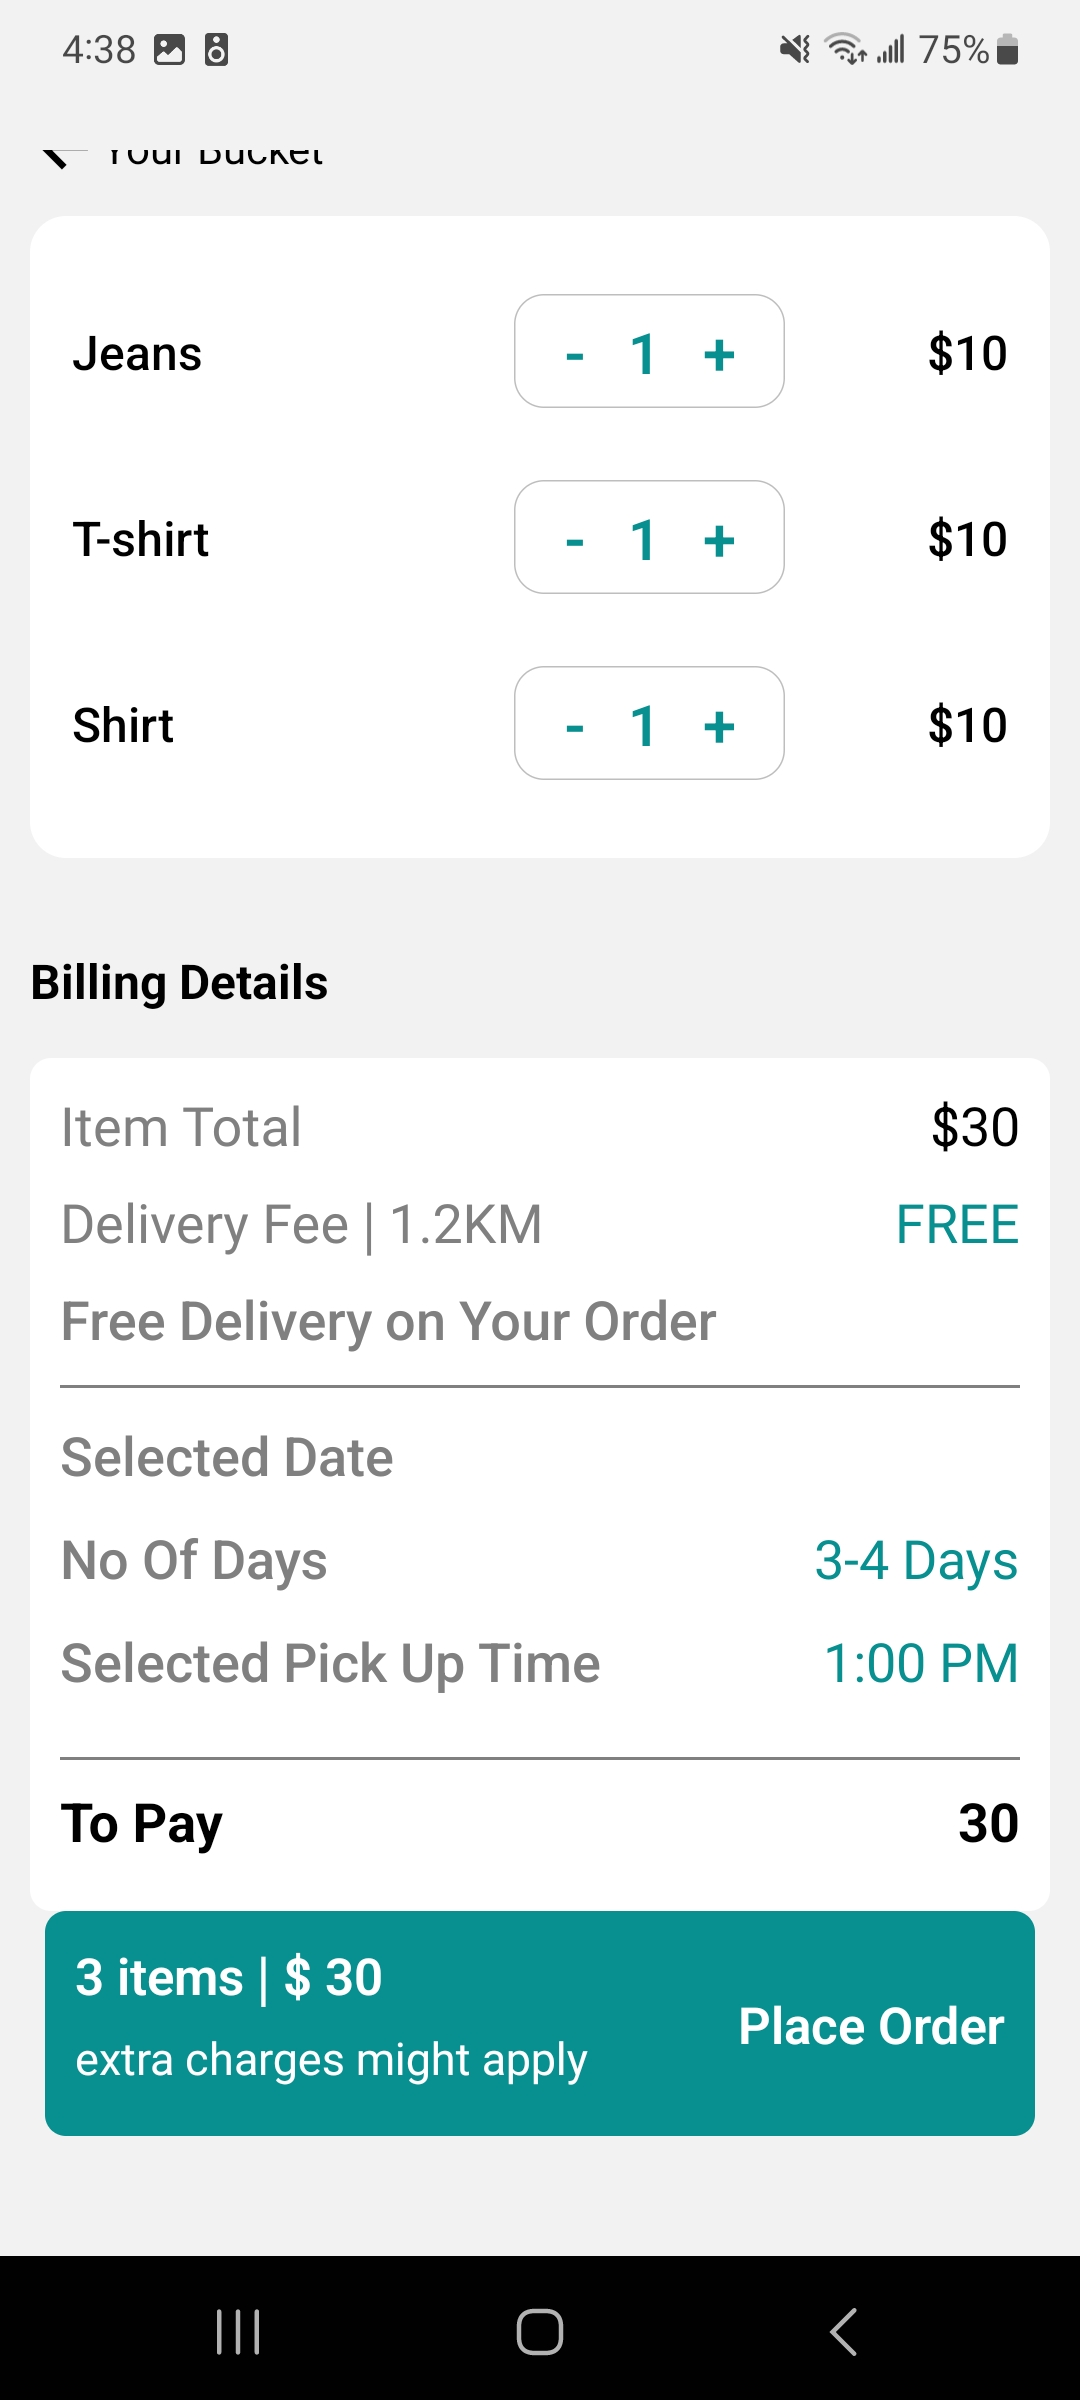 4:38 75%
Your Bucket
Jeans - 1 + $10
T-shirt - 1 + $10
Shirt - 1 + $10
Billing Details
Item Total $30
Delivery Fee | 1.2KM FREE
Free Delivery on Your Order
Selected Date
No Of Days 3-4 Days
Selected Pick Up Time 1:00 PM
To Pay 30
3 items | $ 30
extra charges might apply
Place Order